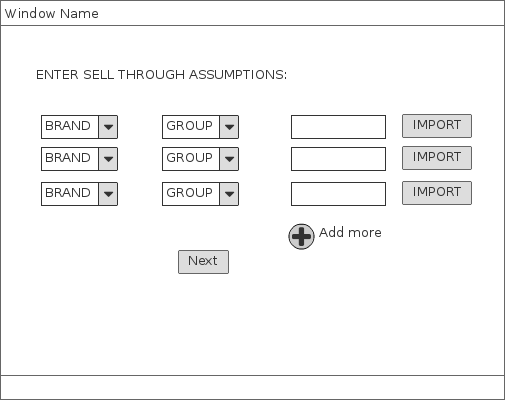 Window Name
ENTER SELL THROUGH ASSUMPTIONS:
BRAND GROUP IMPORT
BRAND GROUP IMPORT
BRAND GROUP IMPORT
Add more
Next